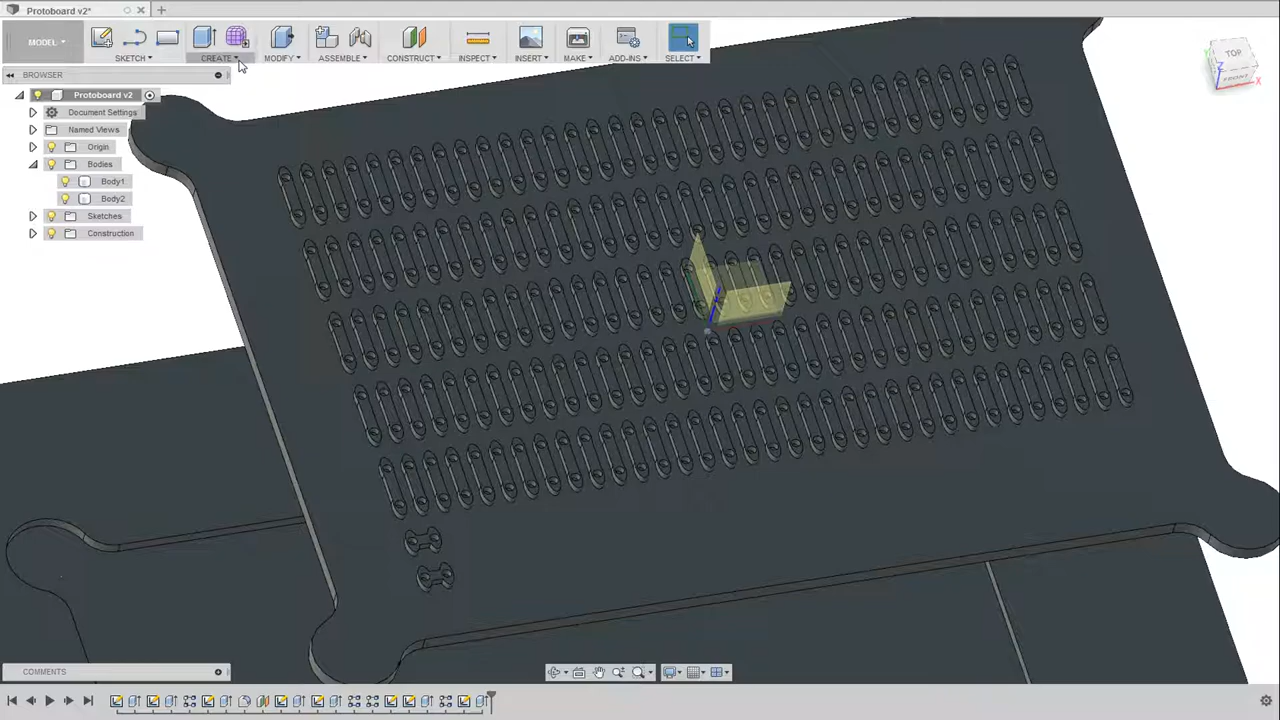 Protoboard v2*
MODEL
SKETCH
CREATE
MODIFY
ASSEMBLE
CONSTRUCT
INSPECT
INSERT
MAKE
ADD-INS
SELECT
BROWSER
Protoboard v2
Document Settings
Named Views
Origin
Bodies
Body1
Body2
Sketches
Construction
TOP
FRONT
Z
X
COMMENTS